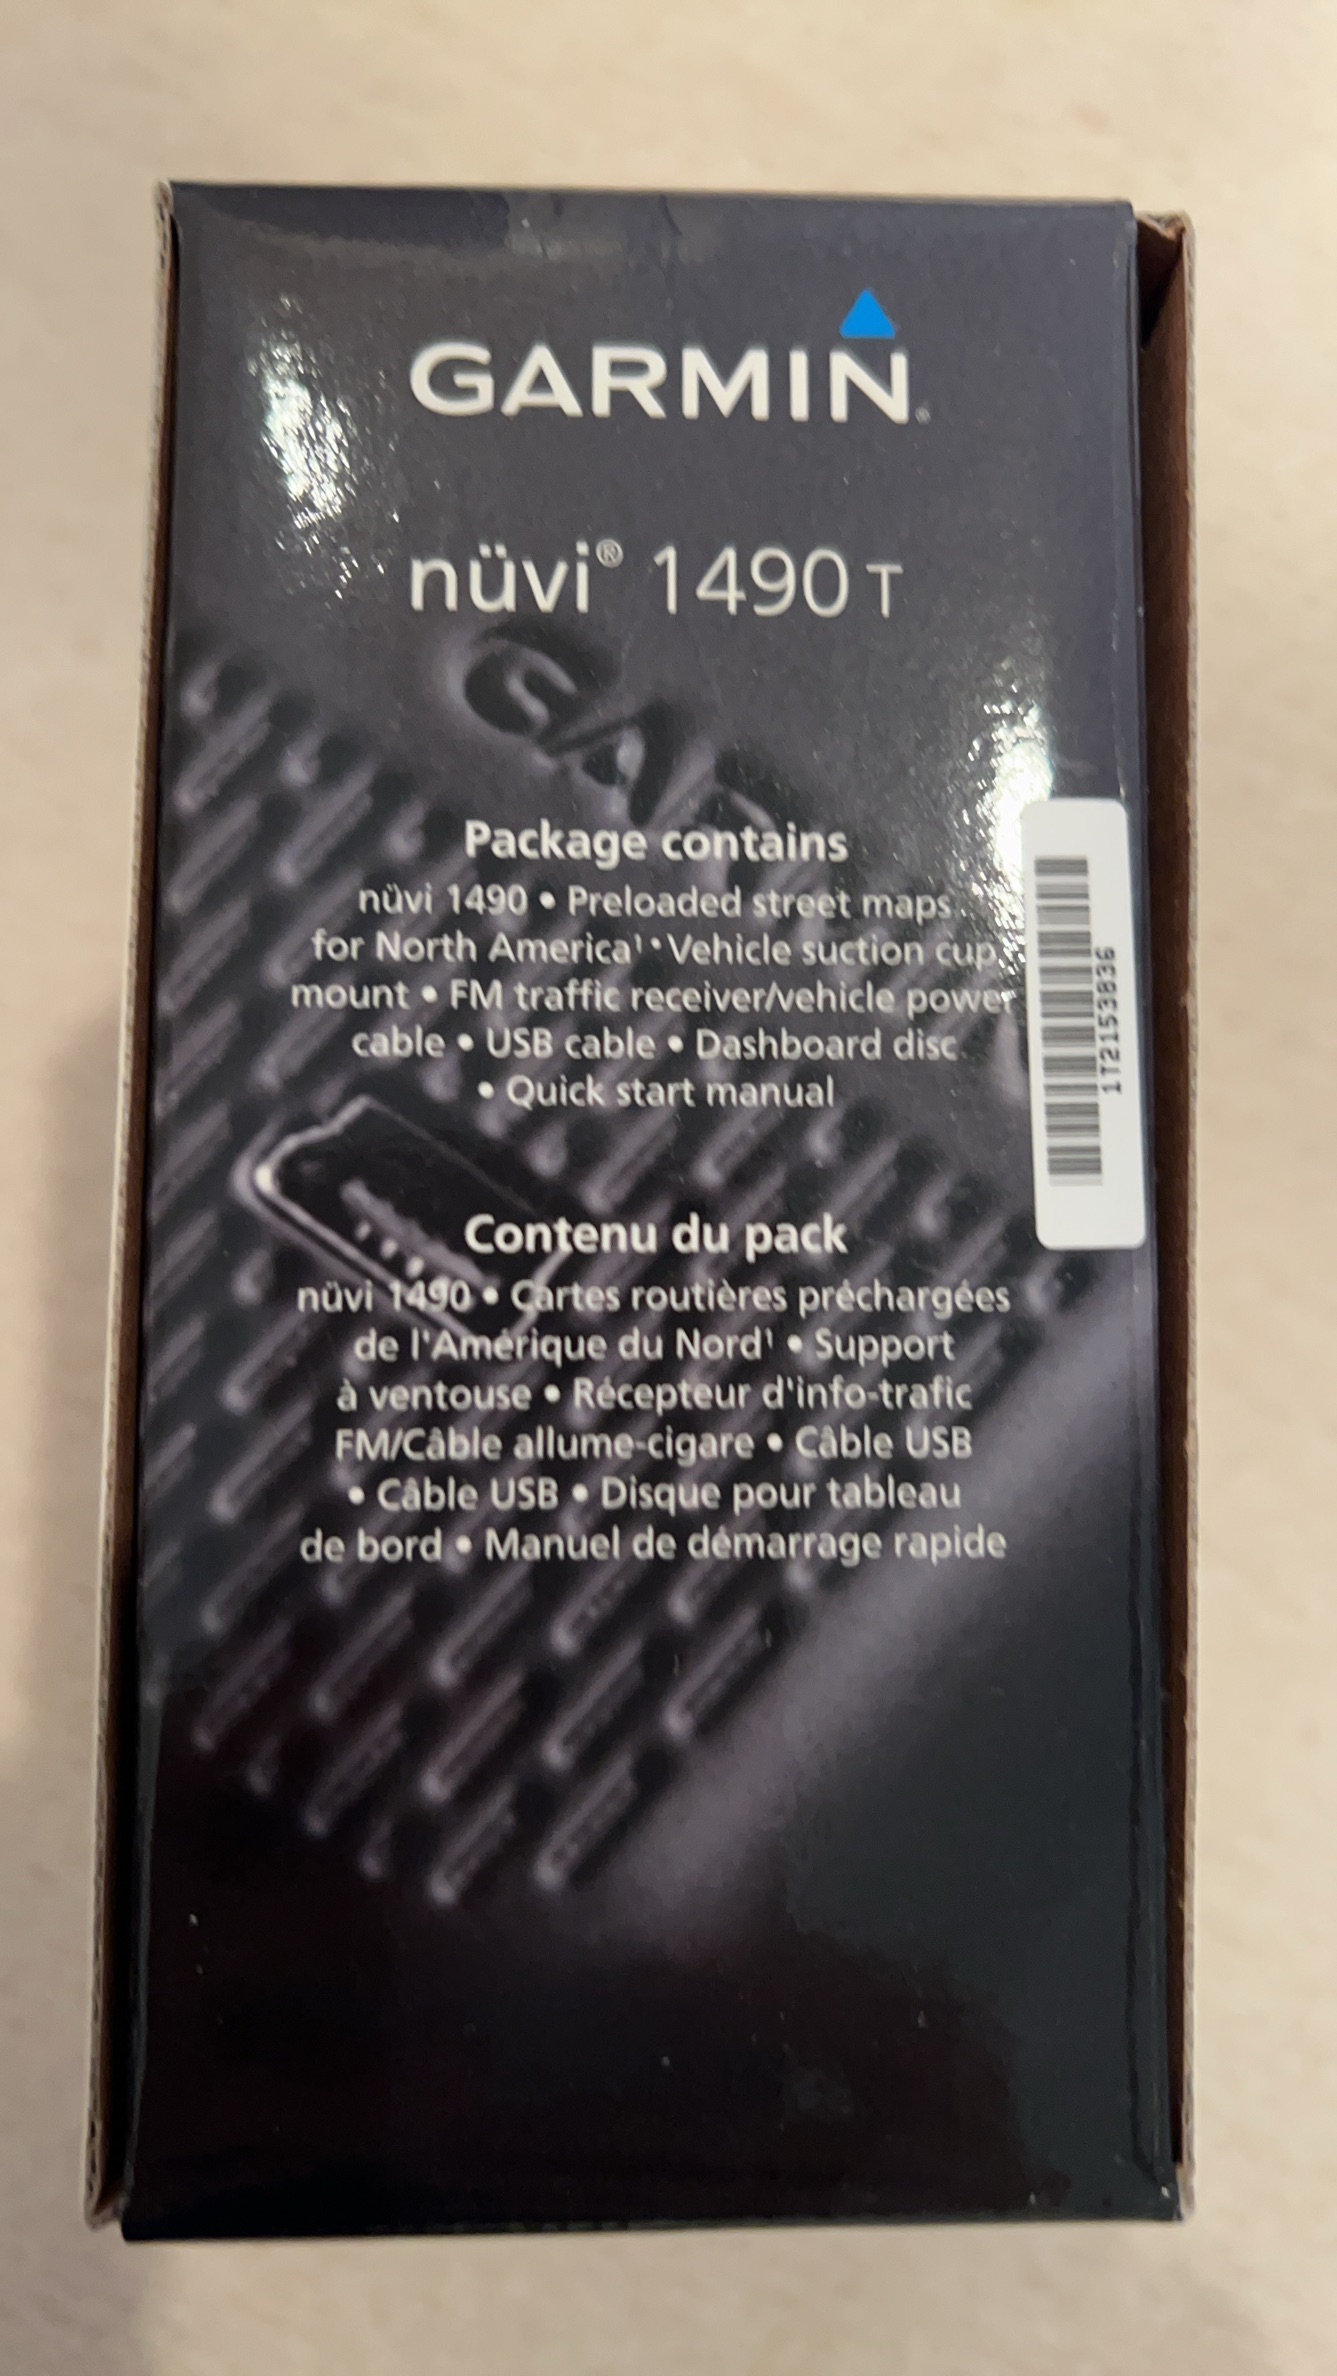 GARMIN
nüvi® 1490 T
GAR
Package contains
nüvi 1490 • Preloaded street maps
for North America¹ • Vehicle suction cup
mount • FM traffic receiver/vehicle power
cable • USB cable • Dashboard disc
• Quick start manual
1T2153836
Contenu du pack
nüvi 1490 • Cartes routières préchargées
de l'Amérique du Nord¹ • Support
à ventouse • Récepteur d'info-trafic
FM/Câble allume-cigare • Câble USB
• Câble USB • Disque pour tableau
de bord • Manuel de démarrage rapide